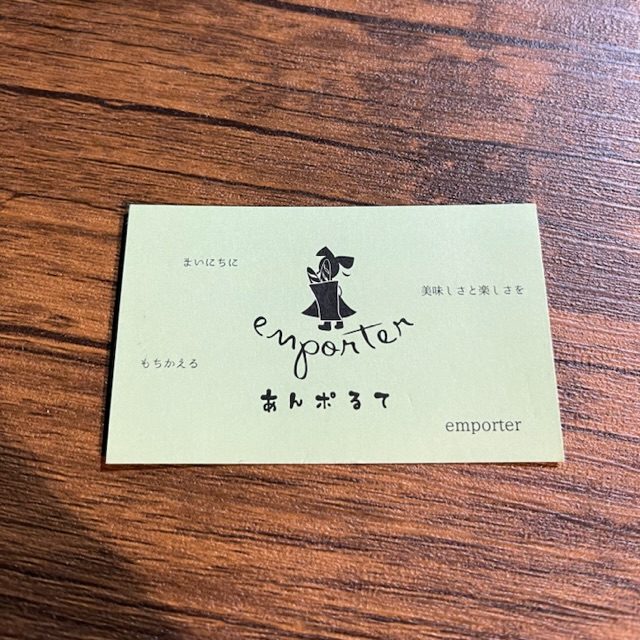 まいにちに
美味しさと楽しさを
もちかえる
emporter
あんポるて
emporter